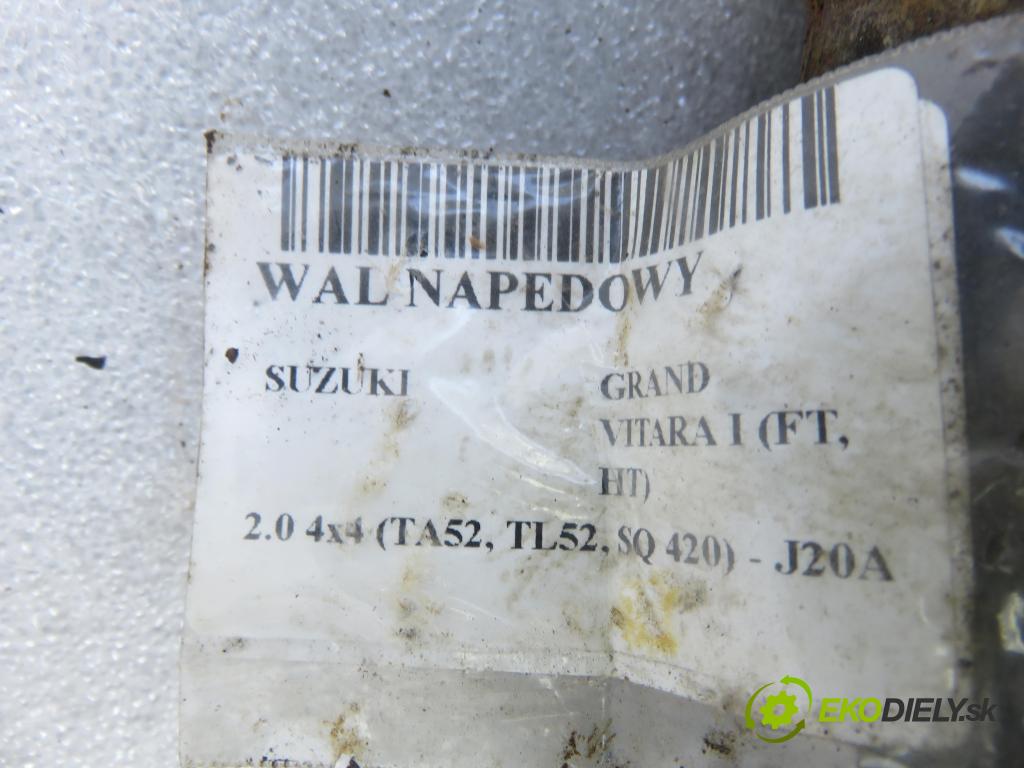 WAL NAPEDOWY
SUZUKI
GRAND
VITARA I (FT,
HT)
2.0 4x4 (TA52, TL52, SQ 420) - J20A
EKODIELY.sk